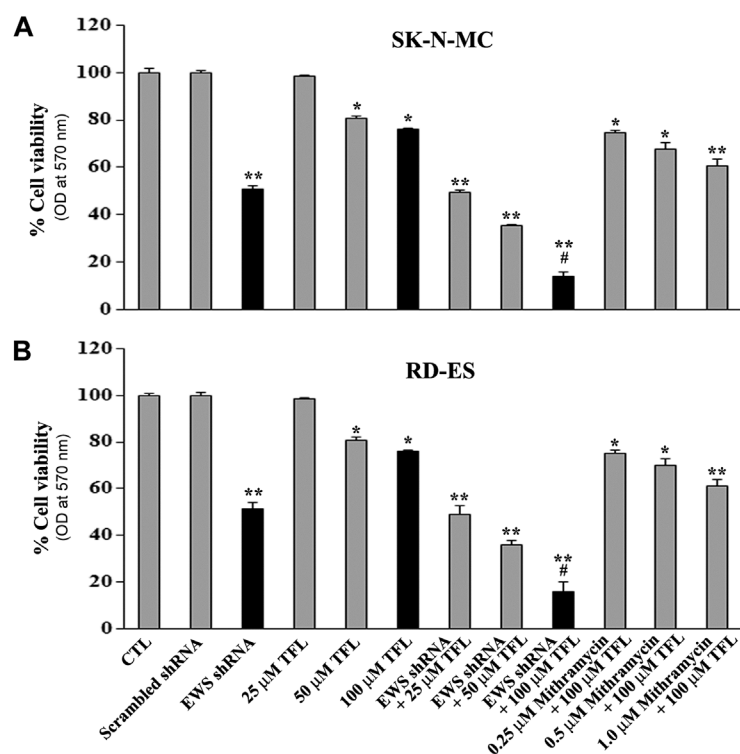 A
SK-N-MC
% Cell viability
(OD at 570 nm)
120
100
80
60
40
20
0
**
*
*
**
**
**
#
*
*
**
B
RD-ES
% Cell viability
(OD at 570 nm)
120
100
80
60
40
20
0
**
*
*
**
**
**
#
*
*
**
CTL
Scrambled shRNA
EWS shRNA
25 µM TFL
50 µM TFL
100 µM TFL
EWS shRNA
+ 25 µM TFL
EWS shRNA
+ 50 µM TFL
EWS shRNA
+ 100 µM TFL
0.25 µM Mithramycin
+ 100 µM TFL
0.5 µM Mithramycin
+ 100 µM TFL
1.0 µM Mithramycin
+ 100 µM TFL